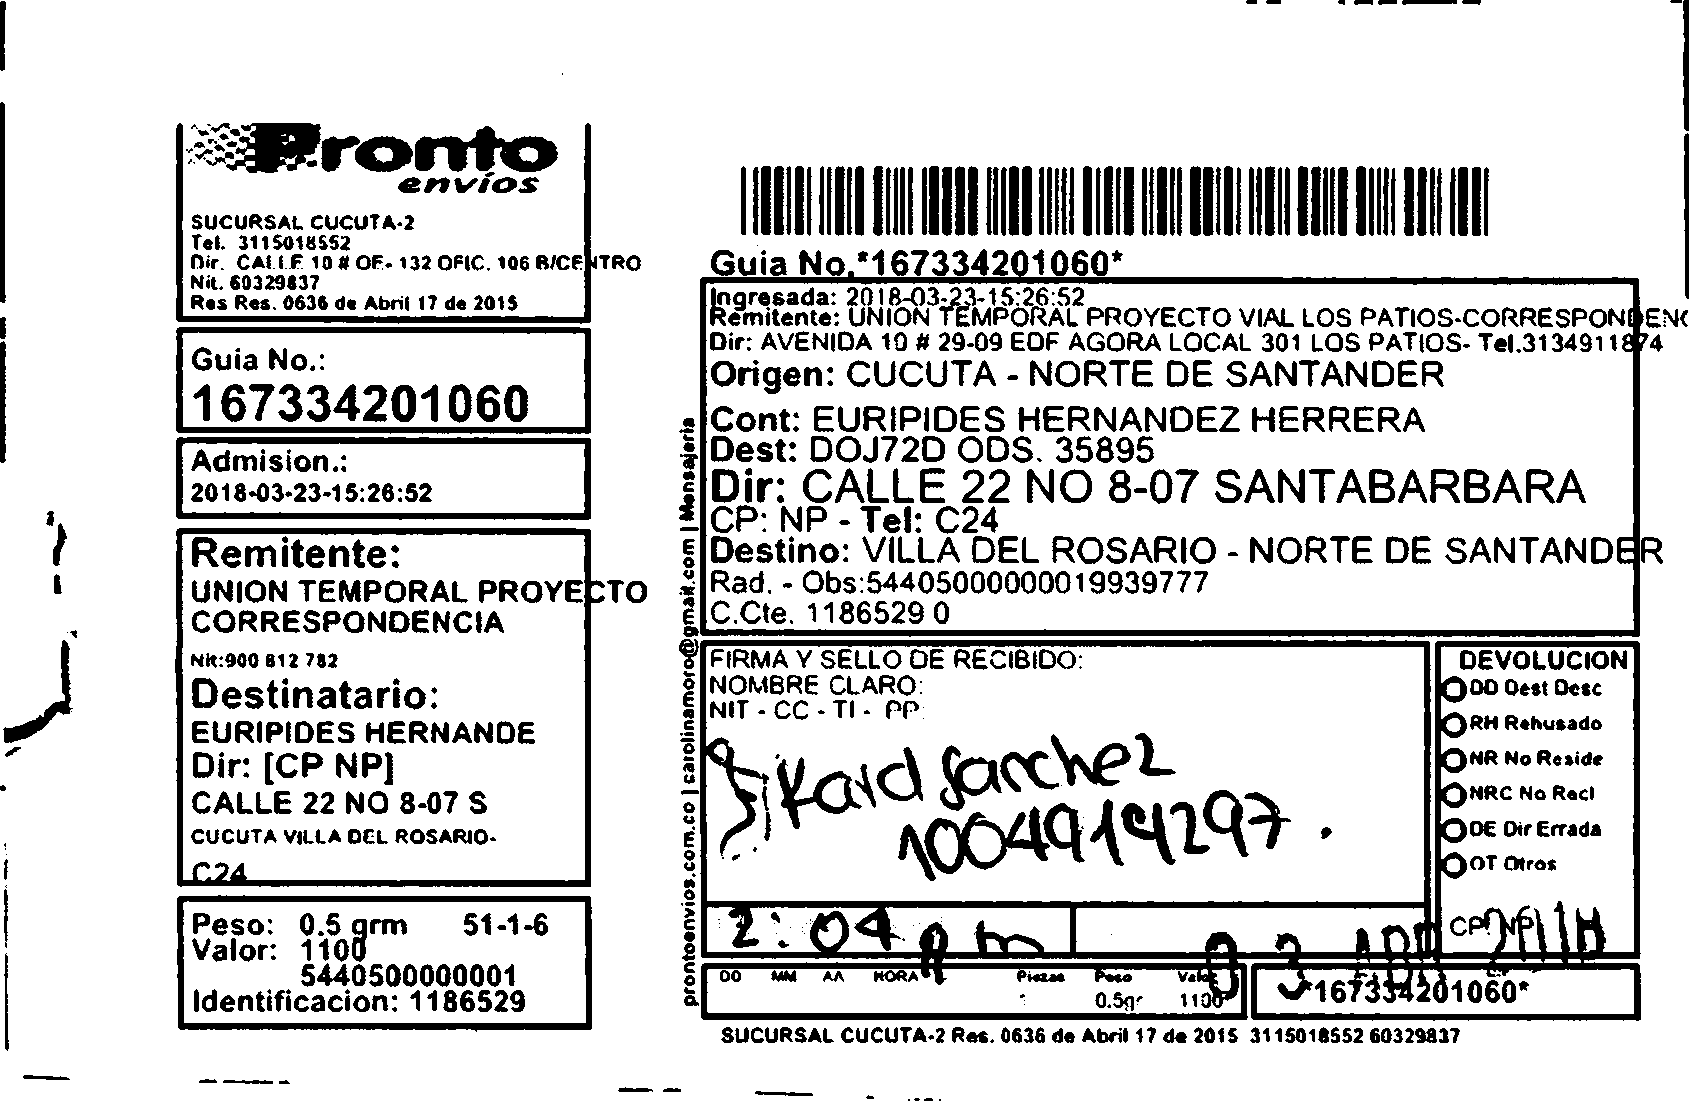 Pronto
envíos
SUCURSAL CUCUTA-2
Tel. 3115018552
Dir. CALLE 10 # OE- 132 OFIC. 106 B/CENTRO
Nit. 60329837
Res Res. 0636 de Abril 17 de 2015
Guia No.:
167334201060
Admision.:
2018-03-23-15:26:52
Remitente:
UNION TEMPORAL PROYECTO
CORRESPONDENCIA
Nit:900 612 782
Destinatario:
EURIPIDES HERNANDE
Dir: [CP NP]
CALLE 22 NO 8-07 S
CUCUTA VILLA DEL ROSARIO-
C24
Peso: 0.5 grm 51-1-6
Valor: 1100
5440500000001
Identificacion: 1186529
prontoenvios.com.co | carolinamoro@gmail.com | Mensajeria
Guia No.*167334201060*
Ingresada: 2018-03-23-15:26:52
Remitente: UNION TEMPORAL PROYECTO VIAL LOS PATIOS-CORRESPONDENC
Dir: AVENIDA 10 # 29-09 EDF AGORA LOCAL 301 LOS PATIOS- Tel.3134911874
Origen: CUCUTA - NORTE DE SANTANDER
Cont: EURIPIDES HERNANDEZ HERRERA
Dest: DOJ72D ODS. 35895
Dir: CALLE 22 NO 8-07 SANTABARBARA
CP: NP - Tel: C24
Destino: VILLA DEL ROSARIO - NORTE DE SANTANDER
Rad. - Obs:54405000000019939777
C.Cte. 1186529 0
FIRMA Y SELLO DE RECIBIDO:
NOMBRE CLARO:
NIT - CC - TI - PP
Sanchez
1004914297.
2:04 Pm
03 ABR 2018
DEVOLUCION
DD Dest Desc
RH Rehusado
NR No Reside
NRC No Recl
DE Dir Errada
OT Otros
CP: NP
DD MM AA HORA
Piezas Peso Valor
0.5gr 1100
*167334201060*
SUCURSAL CUCUTA-2 Res. 0636 de Abril 17 de 2015 3115018552 60329837